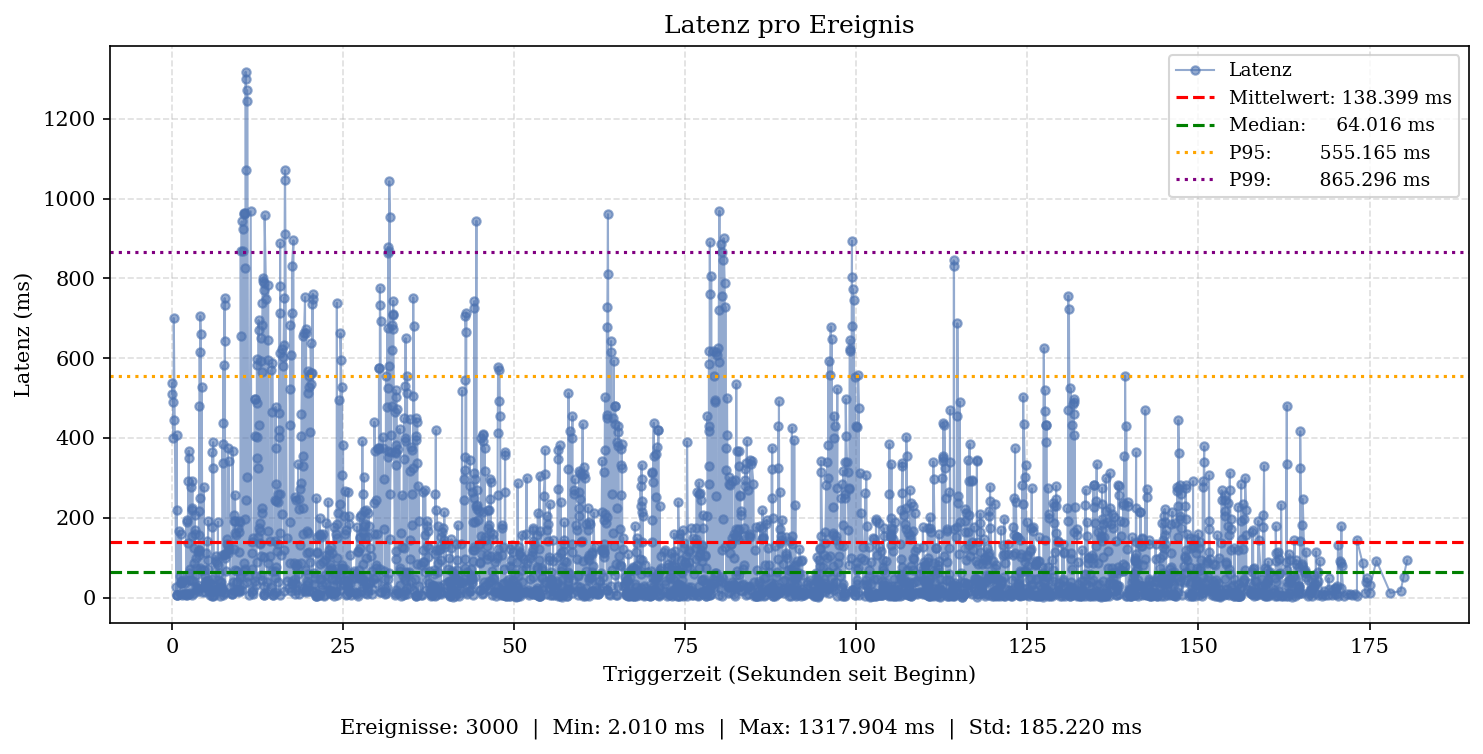 Latenz pro Ereignis
Latenz
Mittelwert: 138.399 ms
Median: 64.016 ms
P95: 555.165 ms
P99: 865.296 ms
Latenz (ms)
1200
1000
800
600
400
200
0
0 25 50 75 100 125 150 175
Triggerzeit (Sekunden seit Beginn)
Ereignisse: 3000 | Min: 2.010 ms | Max: 1317.904 ms | Std: 185.220 ms